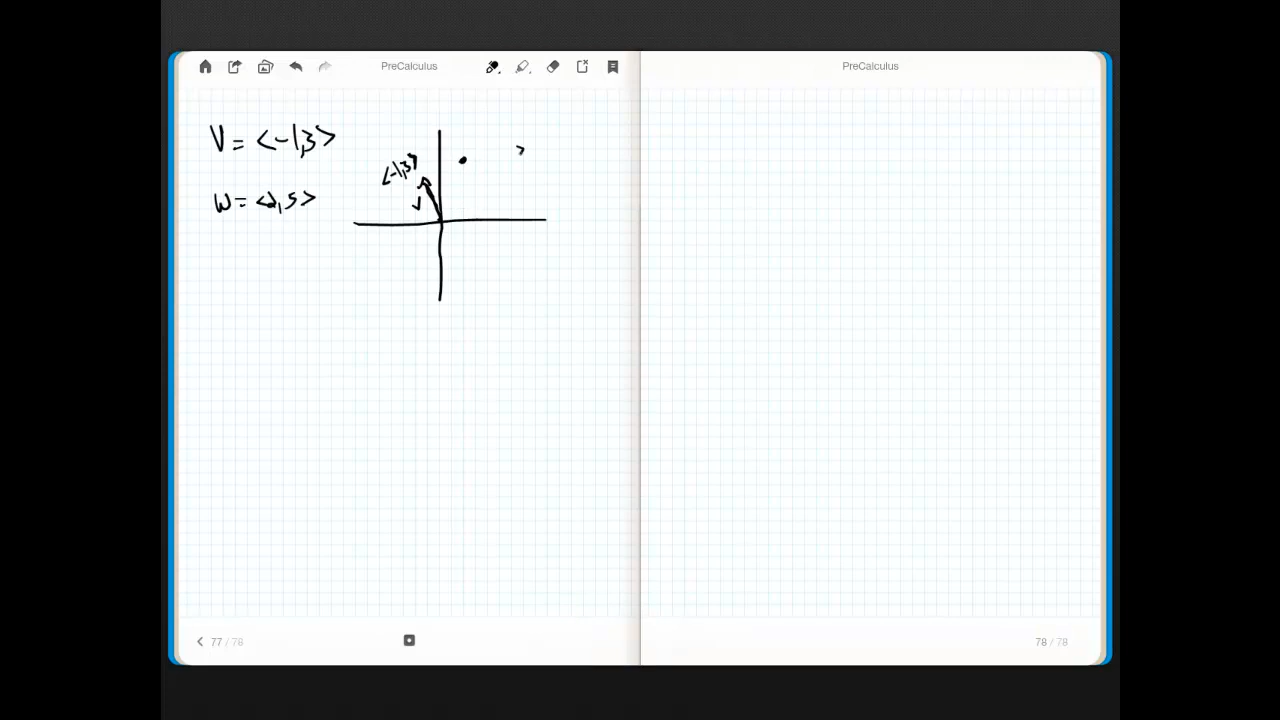 PreCalculus
PreCalculus
V = <-1,3>
<-1,3>
W = <2,5>
V
77 / 78
78 / 78